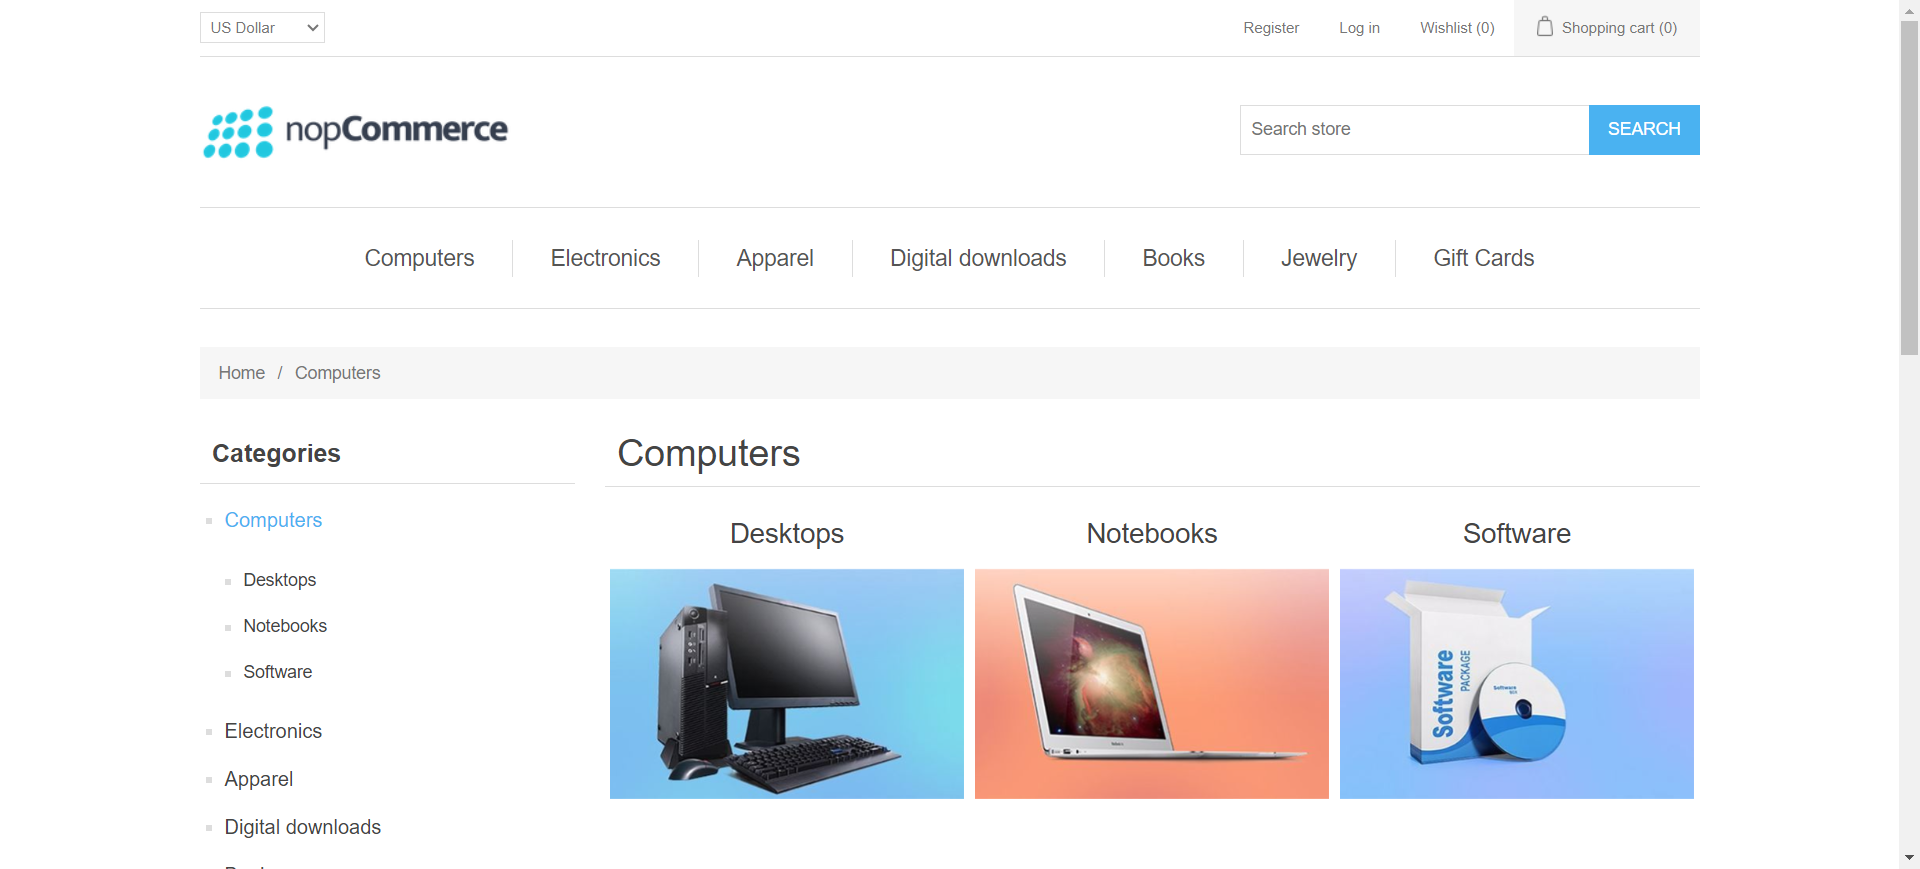 US Dollar
Register
Log in
Wishlist (0)
Shopping cart (0)
nopCommerce
Search store
SEARCH
Computers
Electronics
Apparel
Digital downloads
Books
Jewelry
Gift Cards
Home / Computers
Categories
Computers
Desktops
Notebooks
Software
Electronics
Apparel
Digital downloads
Computers
Desktops
Notebooks
Software
Software
PACKAGE
Software